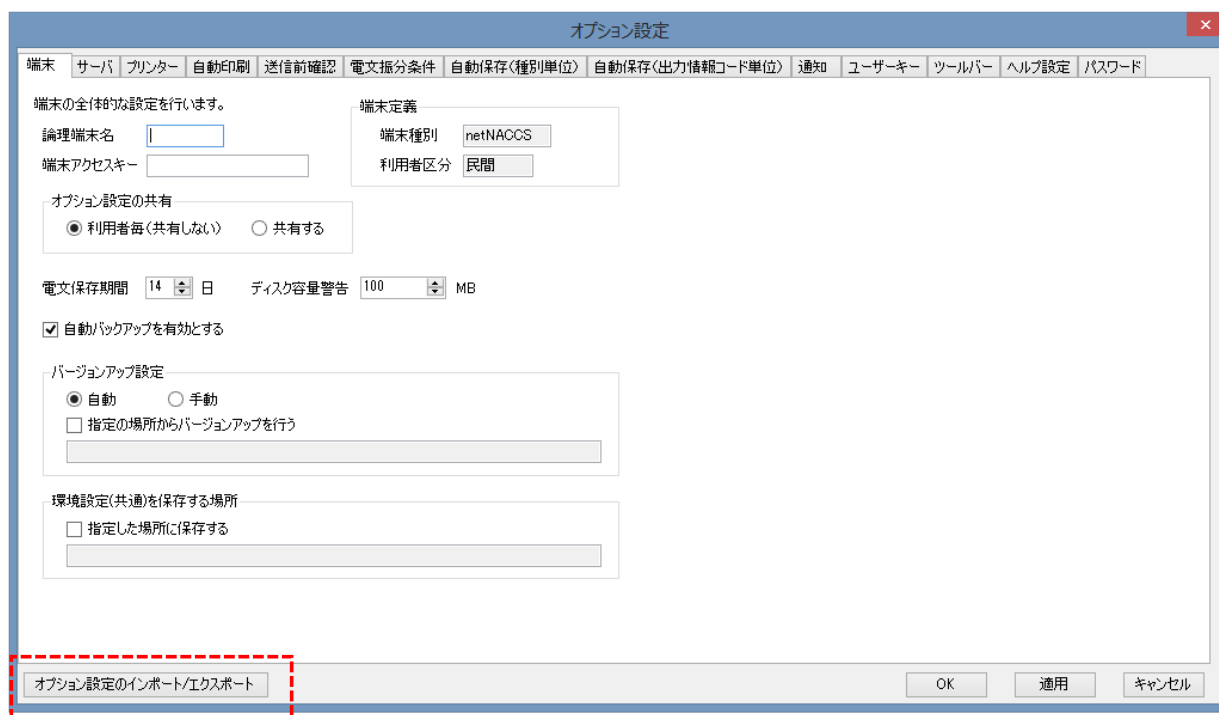 オプション設定
端末 サーバ プリンター 自動印刷 送信前確認 電文振分条件 自動保存(種別単位) 自動保存(出力情報コード単位) 通知 ユーザーキー ツールバー ヘルプ設定 パスワード
端末の全体的な設定を行います。
論理端末名
端末アクセスキー
端末定義
端末種別 netNACCS
利用者区分 民間
オプション設定の共有
利用者毎(共有しない) 共有する
電文保存期間 14 日 ディスク容量警告 100 MB
自動バックアップを有効とする
バージョンアップ設定
自動 手動
指定の場所からバージョンアップを行う
環境設定(共通)を保存する場所
指定した場所に保存する
オプション設定のインポート/エクスポート OK 適用 キャンセル